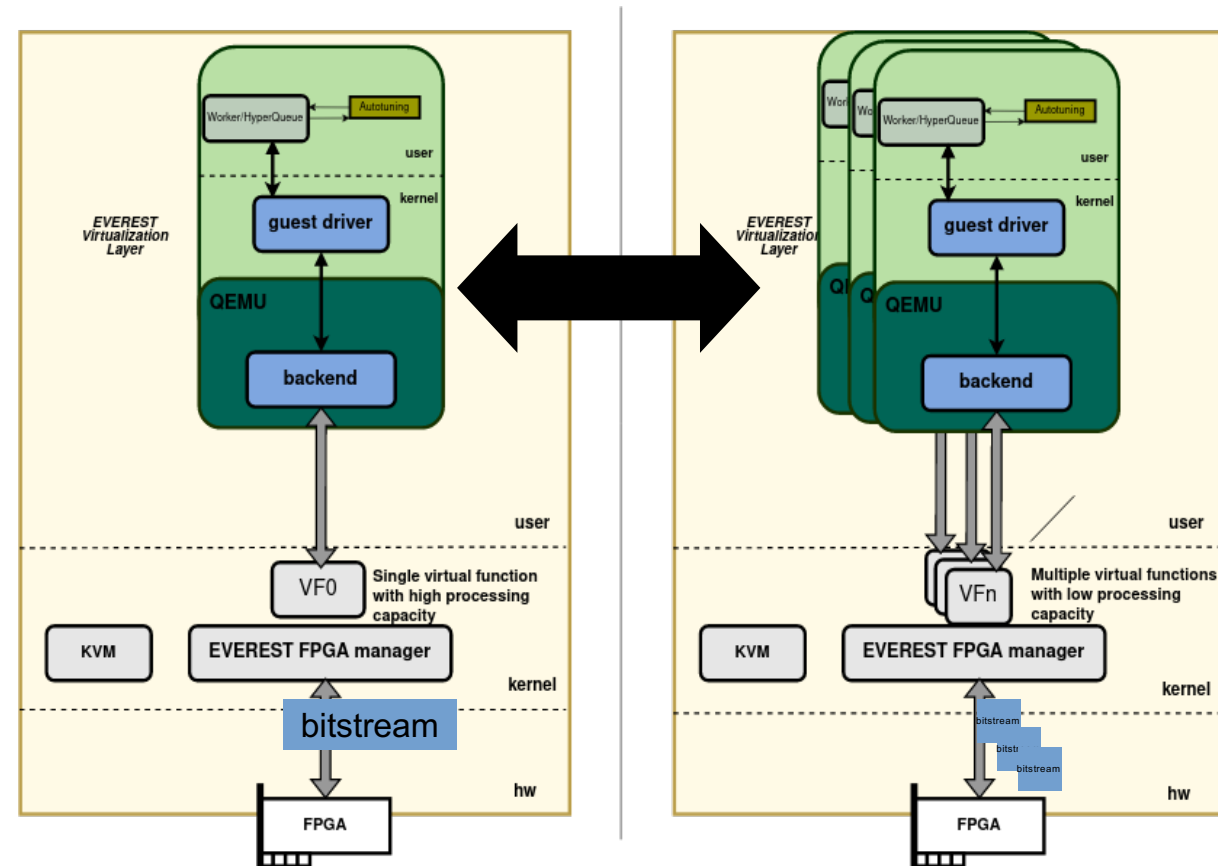 Worker/HyperQueue
Autotuning
user
kernel
EVEREST
Virtualization
Layer
guest driver
QEMU
backend
user
VF0
Single virtual function
with high processing
capacity
KVM
EVEREST FPGA manager
kernel
bitstream
hw
FPGA
Worker/HyperQueue
Autotuning
user
kernel
EVEREST
Virtualization
Layer
guest driver
QEMU
backend
user
VFn
Multiple virtual functions
with low processing
capacity
KVM
EVEREST FPGA manager
kernel
bitstream
bitstream
hw
FPGA